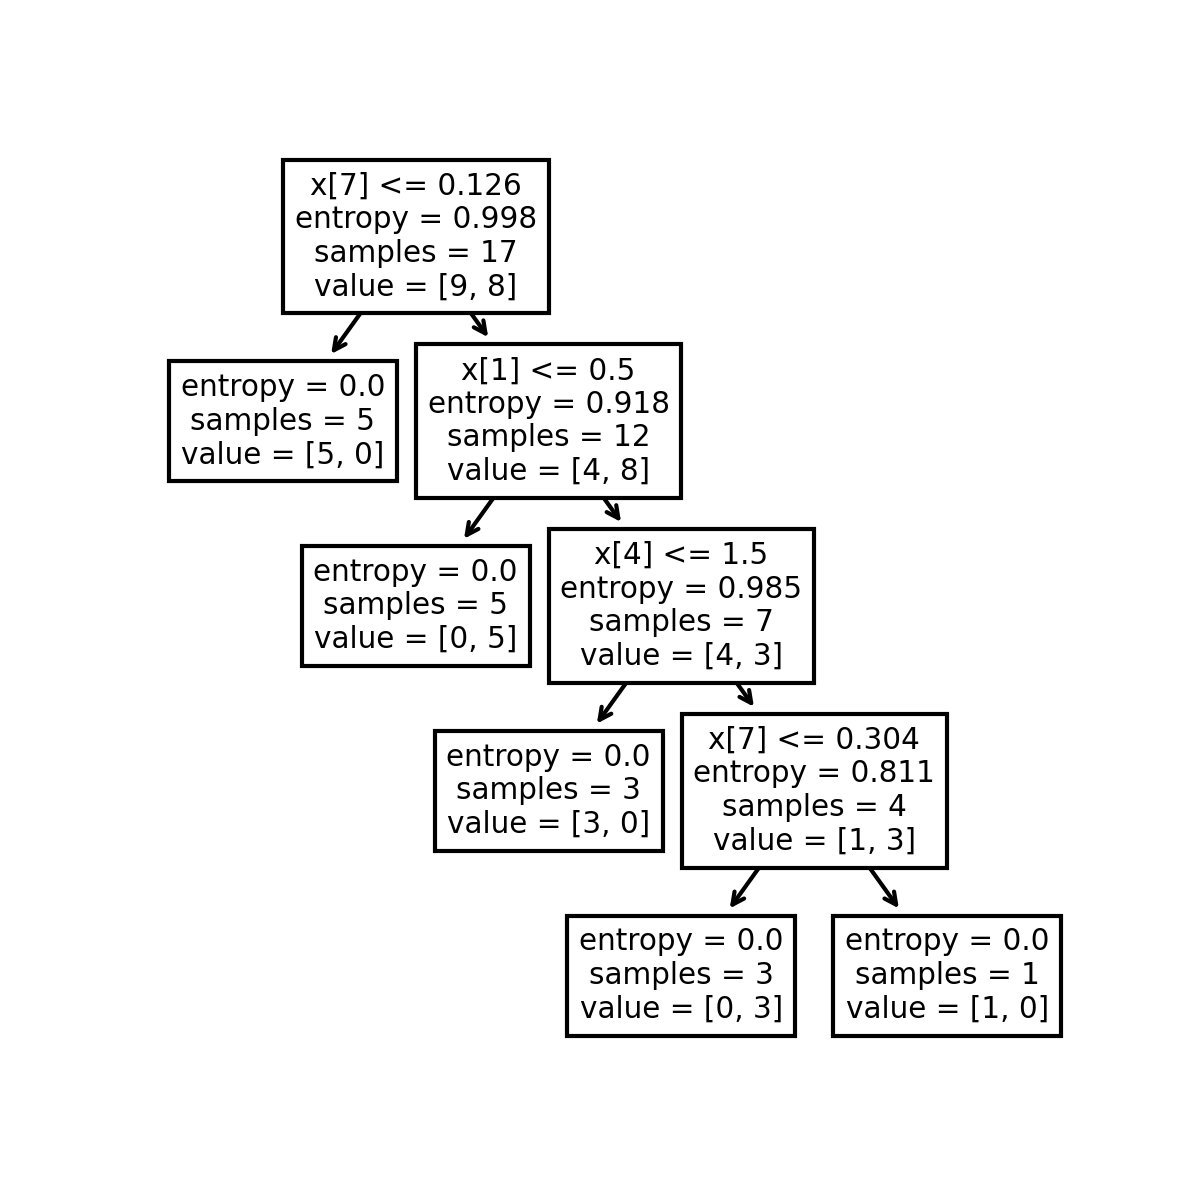 x[7] <= 0.126
entropy = 0.998
samples = 17
value = [9, 8]
entropy = 0.0
samples = 5
value = [5, 0]
x[1] <= 0.5
entropy = 0.918
samples = 12
value = [4, 8]
entropy = 0.0
samples = 5
value = [0, 5]
x[4] <= 1.5
entropy = 0.985
samples = 7
value = [4, 3]
entropy = 0.0
samples = 3
value = [3, 0]
x[7] <= 0.304
entropy = 0.811
samples = 4
value = [1, 3]
entropy = 0.0
samples = 3
value = [0, 3]
entropy = 0.0
samples = 1
value = [1, 0]